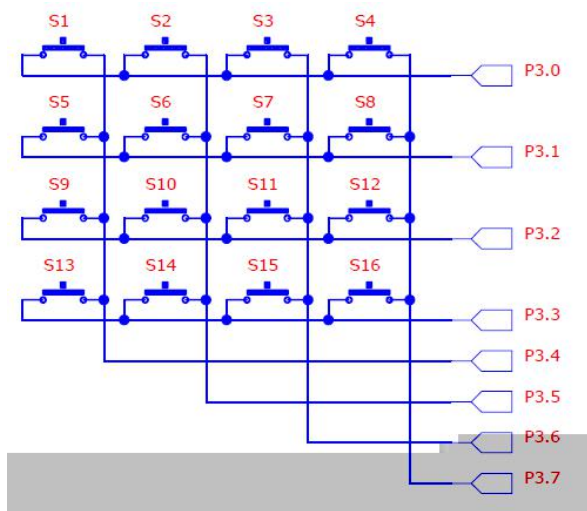 S1 S2 S3 S4
P3.0
S5 S6 S7 S8
P3.1
S9 S10 S11 S12
P3.2
S13 S14 S15 S16
P3.3
P3.4
P3.5
P3.6
P3.7